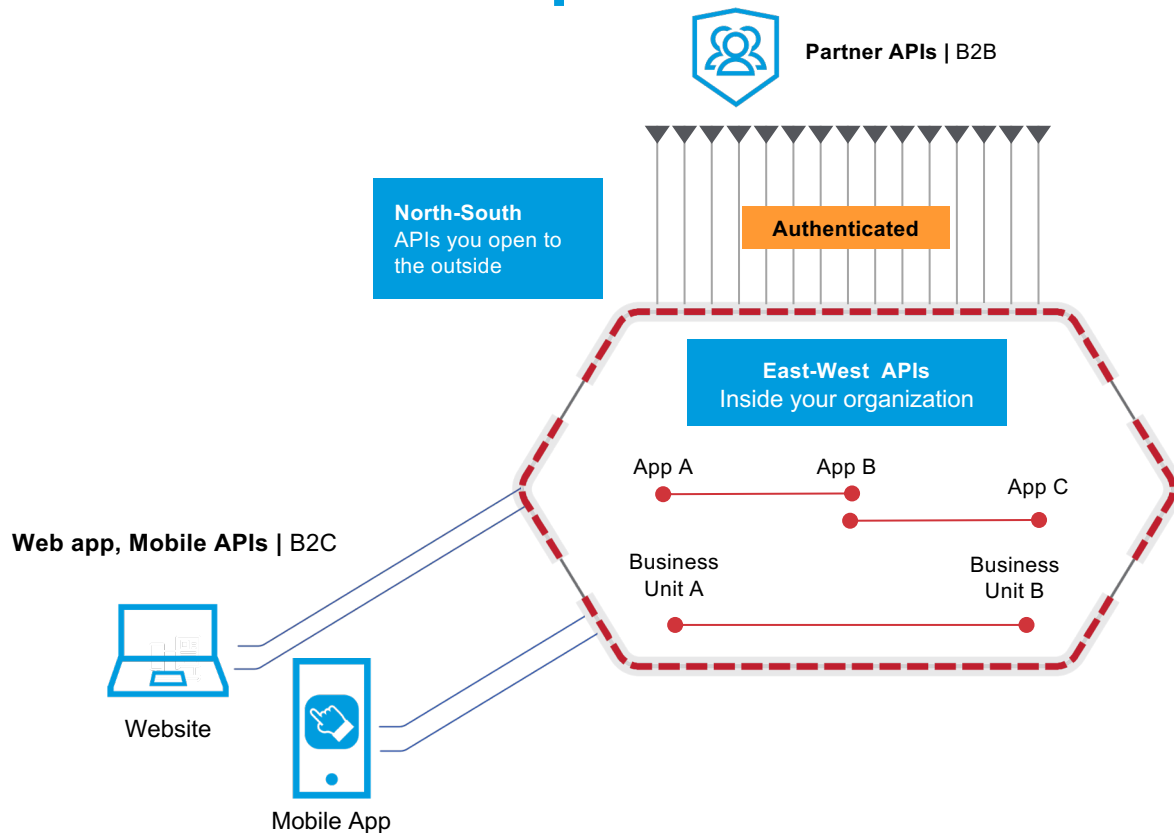 Partner APIs | B2B
North-South
APIs you open to
the outside
Authenticated
East-West APIs
Inside your organization
App A
App B
App C
Web app, Mobile APIs | B2C
Business
Unit A
Business
Unit B
Website
Mobile App